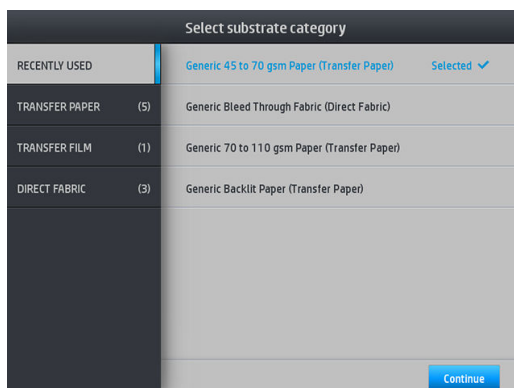 Select substrate category
RECENTLY USED
Generic 45 to 70 gsm Paper (Transfer Paper) Selected
TRANSFER PAPER (5)
Generic Bleed Through Fabric (Direct Fabric)
TRANSFER FILM (1)
Generic 70 to 110 gsm Paper (Transfer Paper)
DIRECT FABRIC (3)
Generic Backlit Paper (Transfer Paper)
Continue